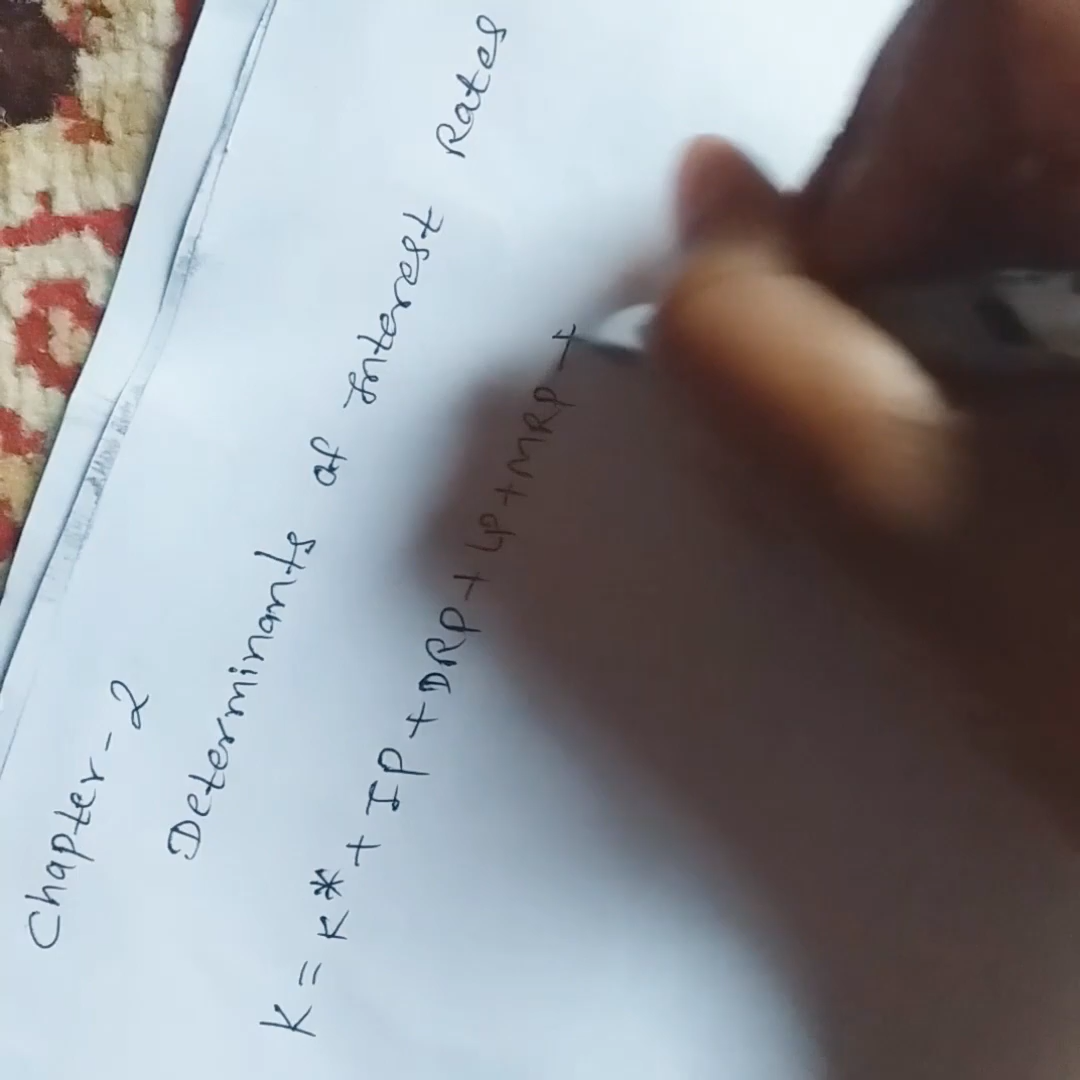 Chapter-2
Determinants of Interest Rates
K = K* + IP + DRP + LP + MRP +